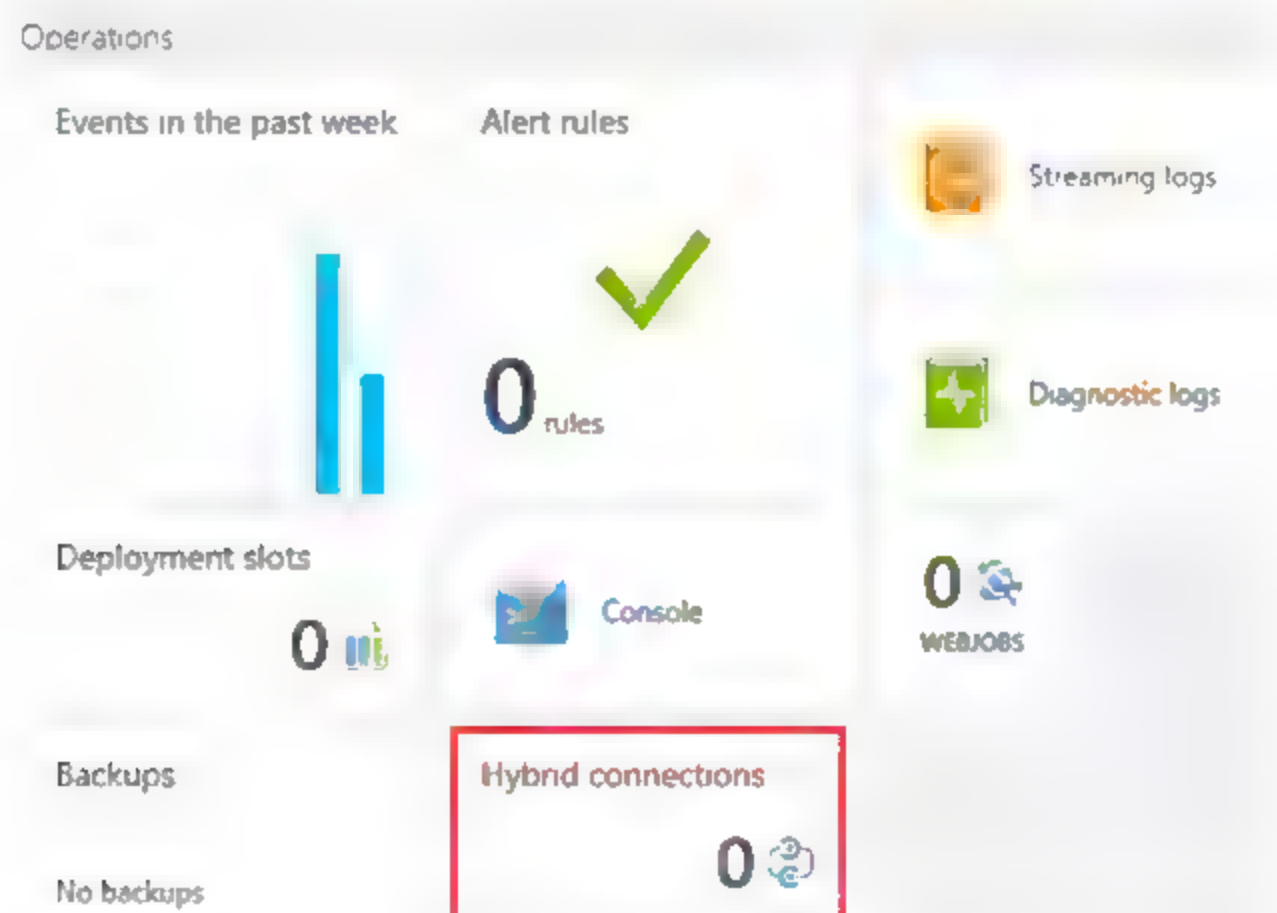 Operations
Events in the past week
Alert rules
Streaming logs
0 rules
Diagnostic logs
Deployment slots
0
Console
0
WEBJOBS
Backups
No backups
Hybrid connections
0